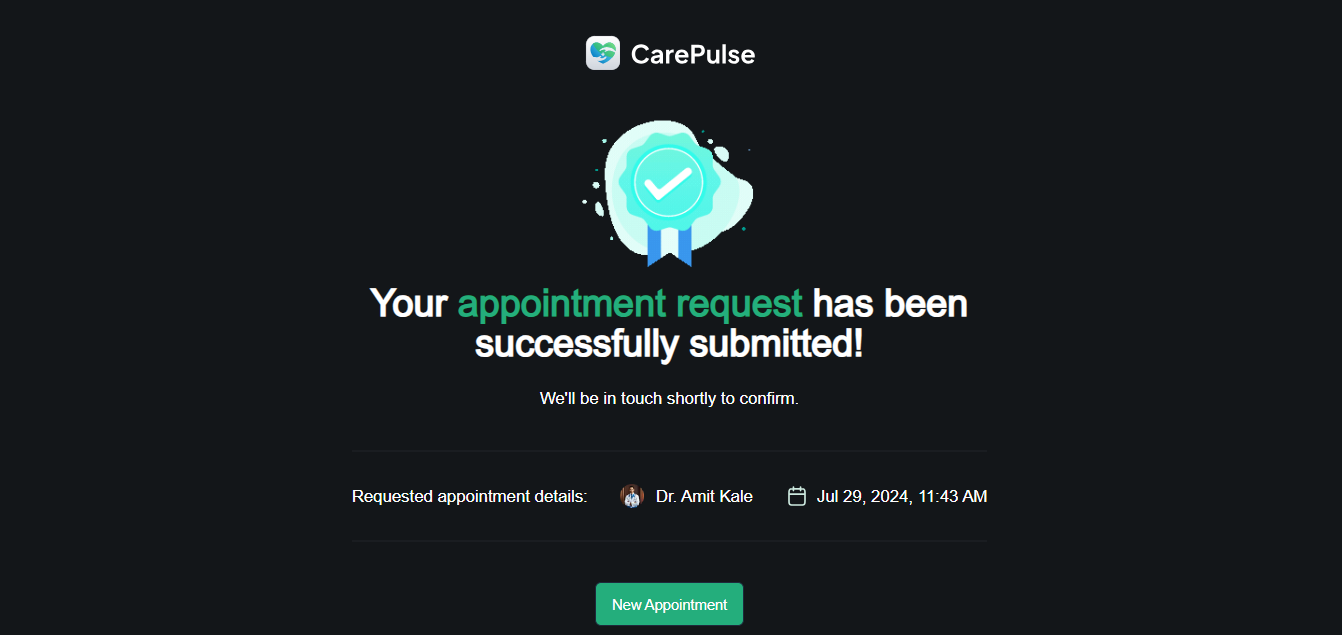 CarePulse
Your appointment request has been
successfully submitted!
We'll be in touch shortly to confirm.
Requested appointment details: Dr. Amit Kale Jul 29, 2024, 11:43 AM
New Appointment